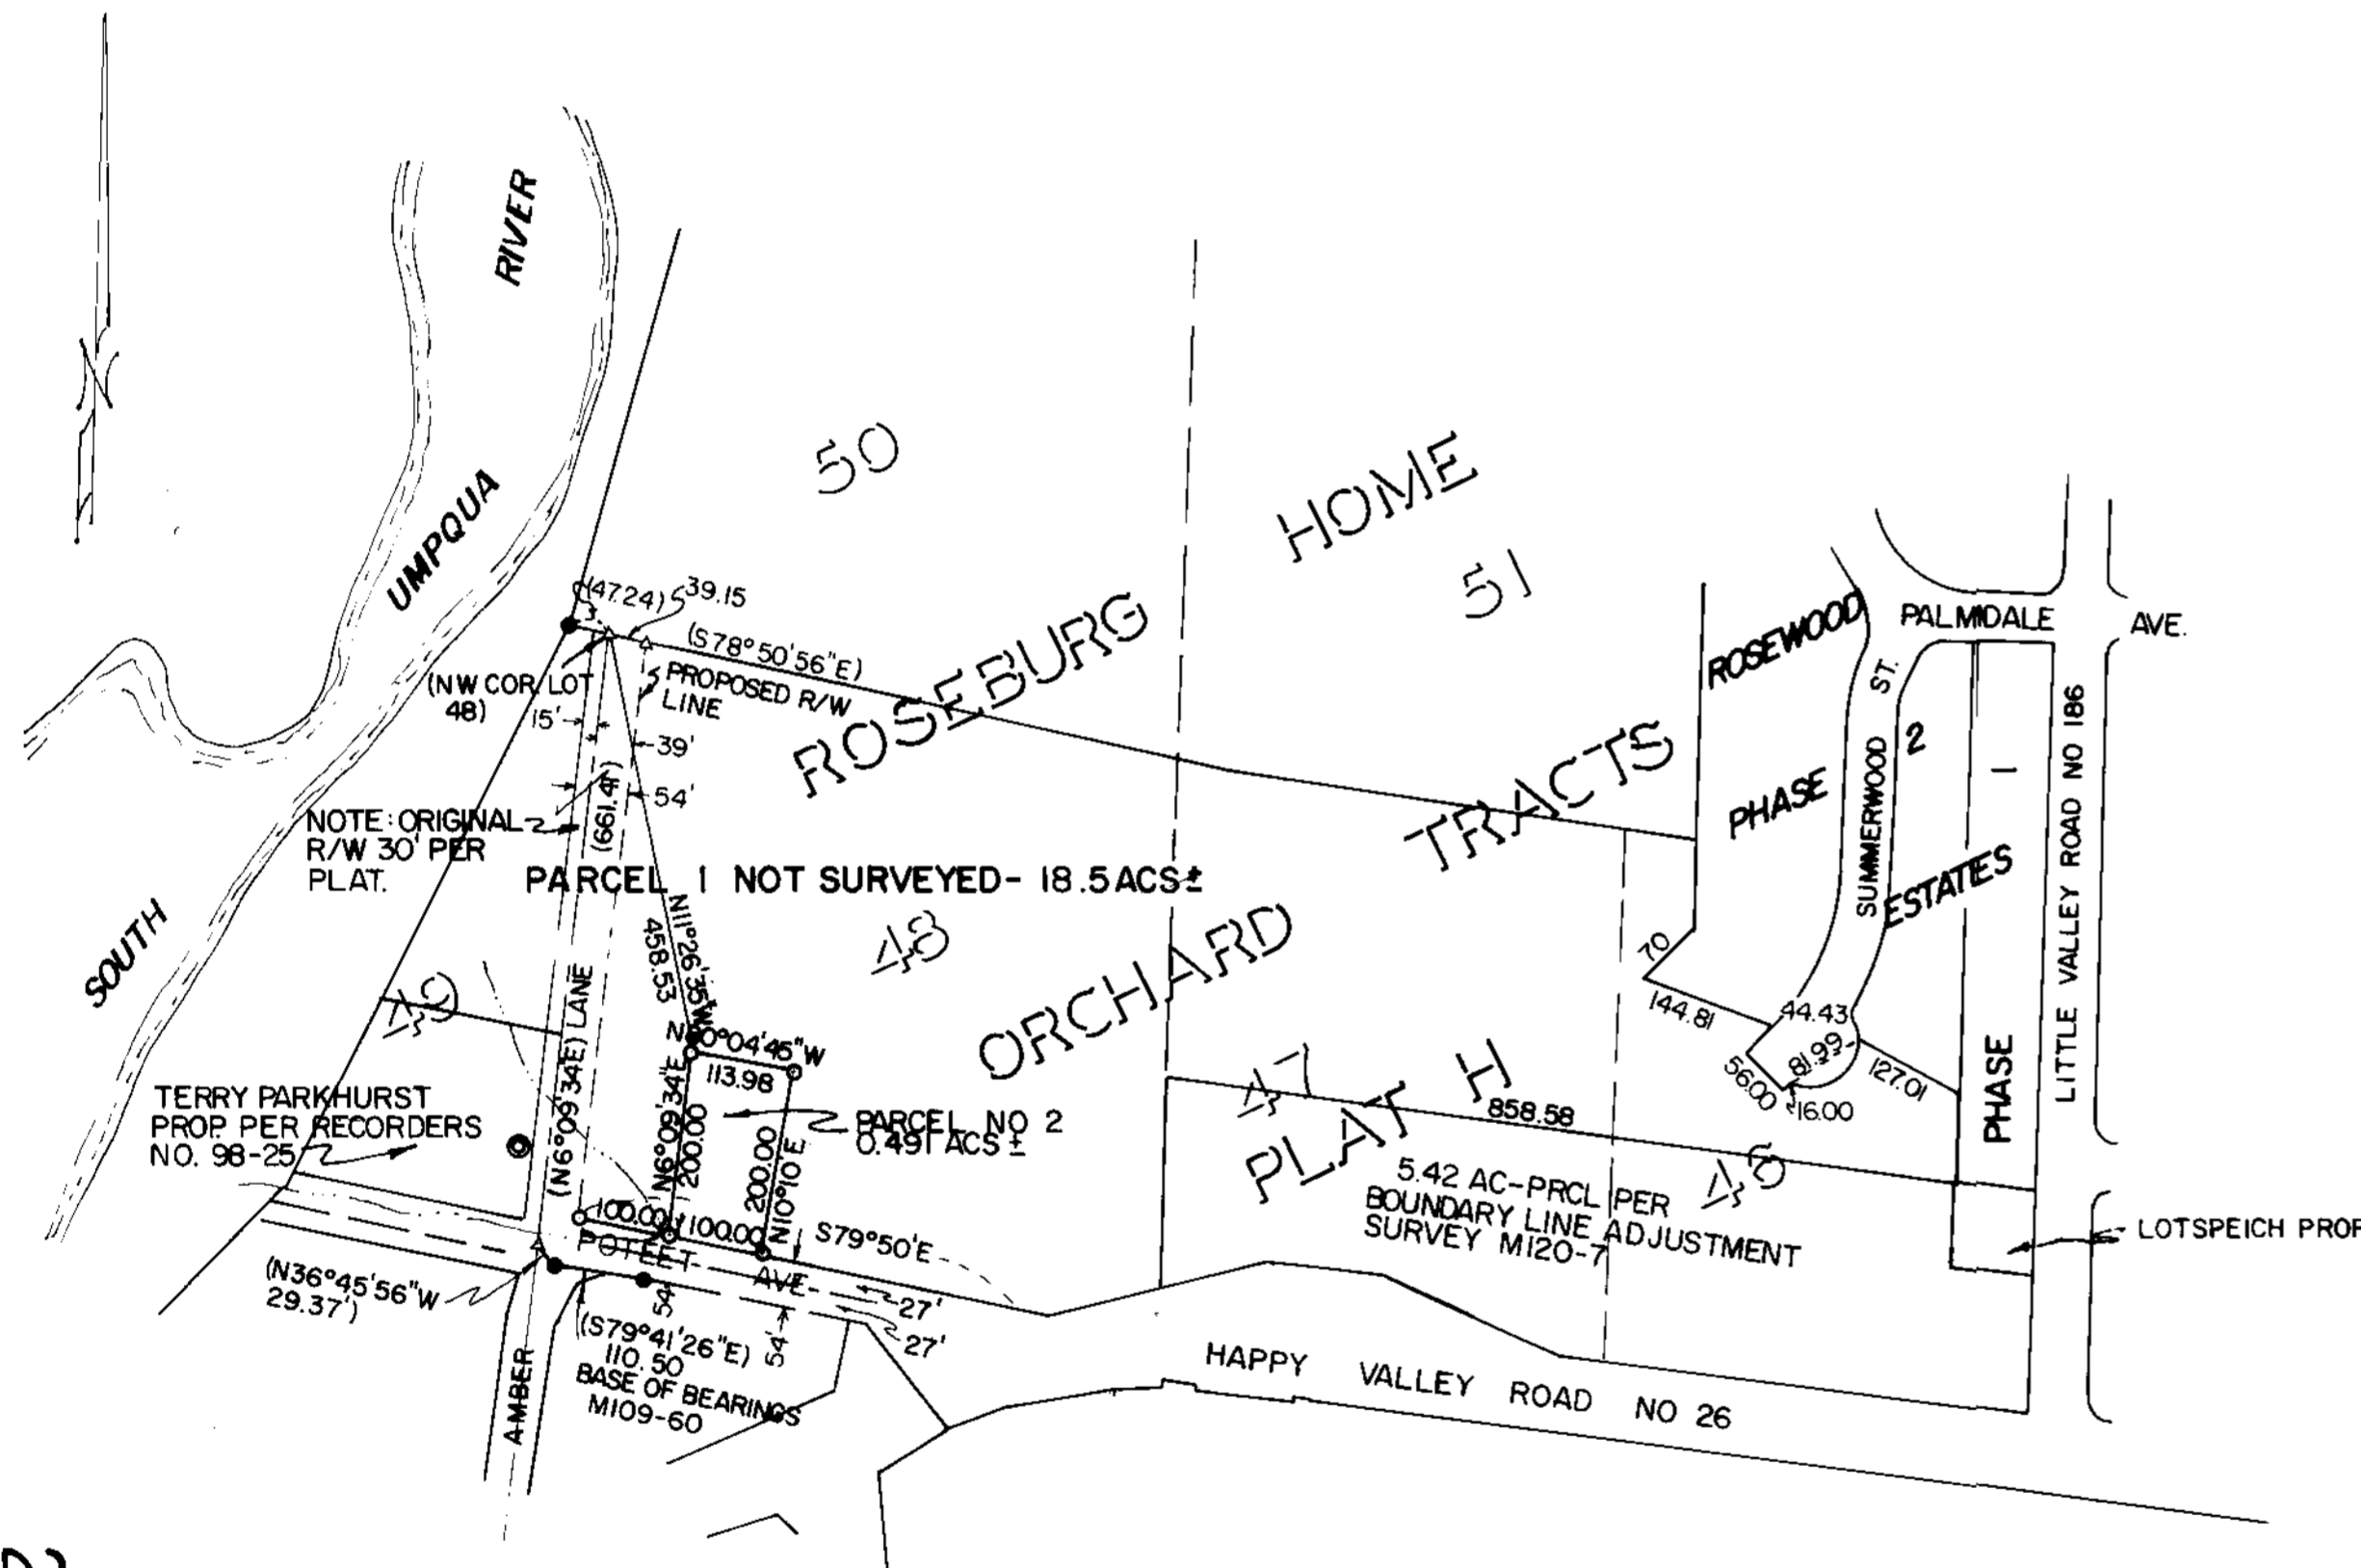 RIVER
UMPQUA
SOUTH
50
HOME
51
(47.24)
39.15
(S78°50'56"E)
(NW COR. LOT
48)
PROPOSED R/W
LINE
15'
39'
54'
(661.41)
ROSEBURG
TRACTS
ROSEWOOD
PALMIDALE
AVE.
ST.
2
PHASE
1
SUMMERWOOD
ESTATES
LITTLE VALLEY ROAD NO 186
NOTE: ORIGINAL
R/W 30' PER
PLAT.
PARCEL 1 NOT SURVEYED- 18.5 ACS±
N11°26'35"W
458.53
48
ORCHARD
70
144.81
44.43
81.99
56.00
16.00
127.01
PHASE
49
(N6°09'34"E) LANE
N 0°04'45"W
113.98
N6°09'34"E
200.00
200.00
N10°10'E
PARCEL NO 2
0.491 ACS ±
TERRY PARKHURST
PROP. PER RECORDERS
NO. 98-25
47
H
858.58
PLAT
46
5.42 AC-PRCL PER
BOUNDARY LINE ADJUSTMENT
SURVEY M120-7
LOTSPEICH PROP
100.00
100.00
POTEET
AVE.
S79°50'E
27'
27'
(N36°45'56"W
29.37')
54'
54'
(S79°41'26"E)
110.50
BASE OF BEARINGS
M109-60
AMBER
HAPPY VALLEY ROAD NO 26